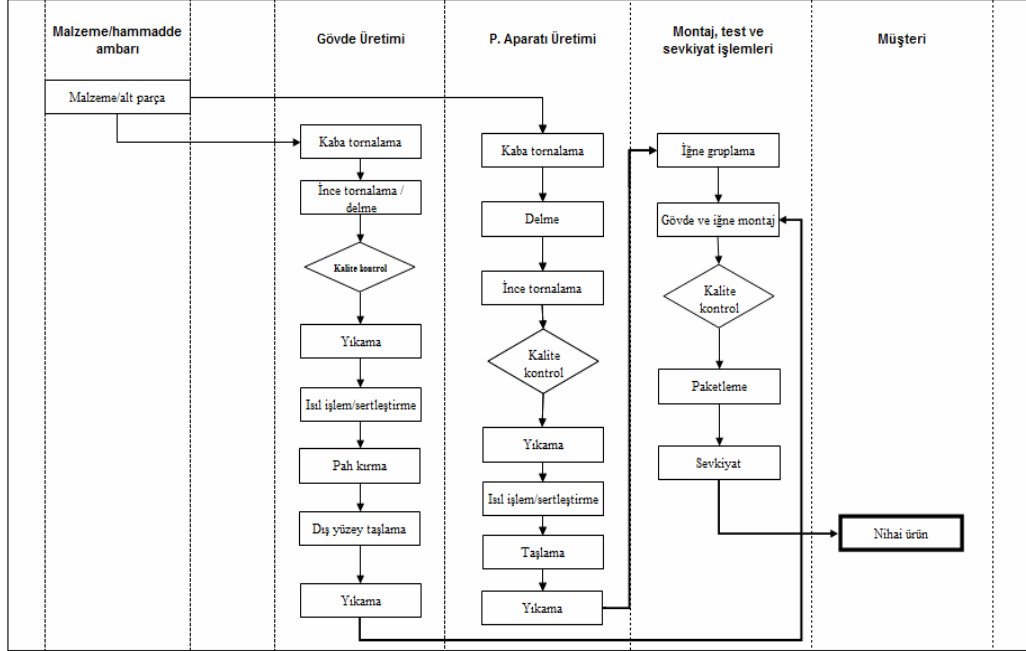 Malzeme/hammadde
ambarı
Gövde Üretimi
P. Aparatı Üretimi
Montaj, test ve
sevkiyat işlemleri
Müşteri
Malzeme/alt parça
Kaba tornalama
İnce tornalama /
delme
Kalite kontrol
Yıkama
Isıl işlem/sertleştirme
Pah kırma
Dış yüzey taşlama
Yıkama
Kaba tornalama
Delme
İnce tornalama
Kalite
kontrol
Yıkama
Isıl işlem/sertleştirme
Taşlama
Yıkama
İğne gruplama
Gövde ve iğne montaj
Kalite
kontrol
Paketleme
Sevkiyat
Nihai ürün